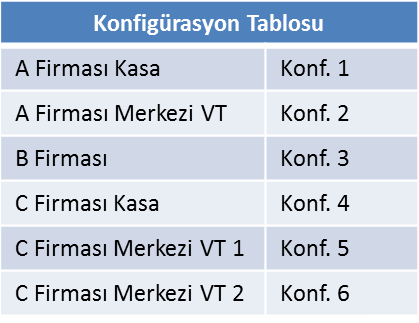 Konfigürasyon Tablosu
A Firması Kasa Konf. 1
A Firması Merkezi VT Konf. 2
B Firması Konf. 3
C Firması Kasa Konf. 4
C Firması Merkezi VT 1 Konf. 5
C Firması Merkezi VT 2 Konf. 6